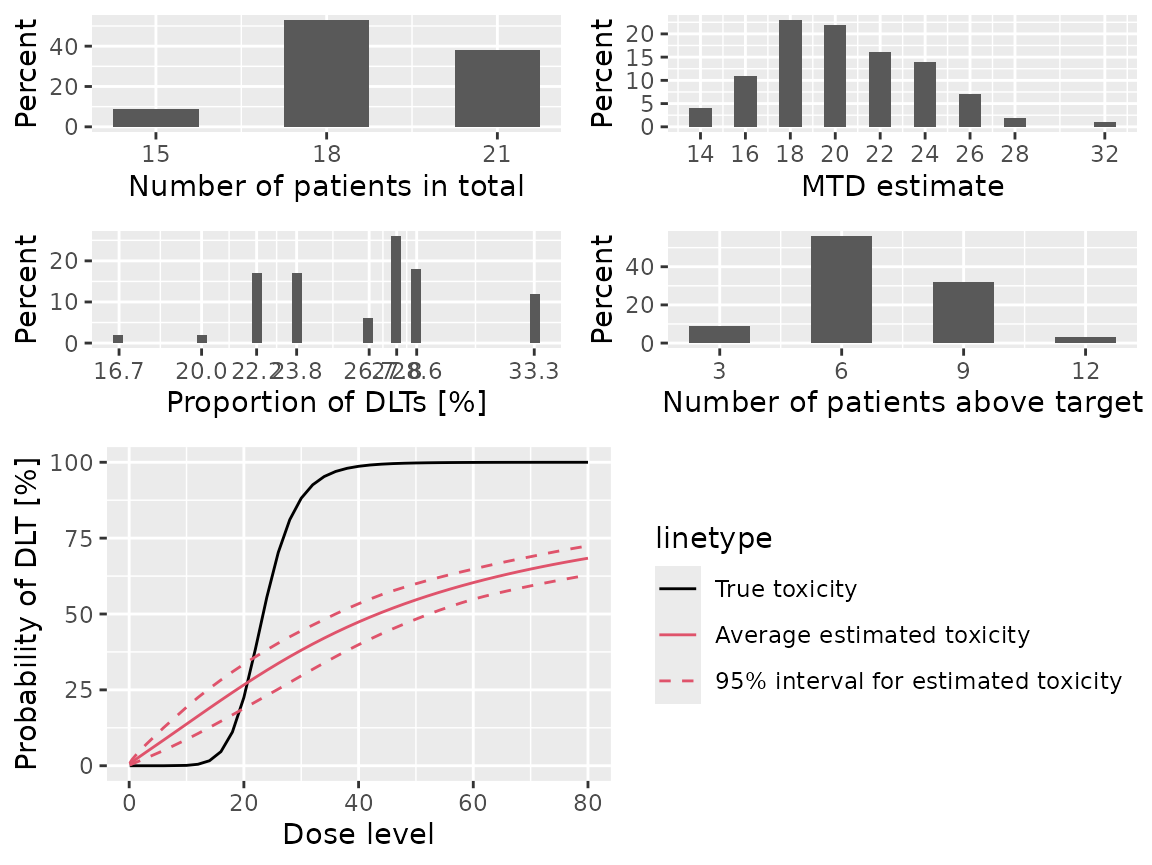 Percent
40
20
0
15 18 21
Number of patients in total
Percent
20
15
10
5
0
14 16 18 20 22 24 26 28 32
MTD estimate
Percent
20
10
0
16.7 20.0 22.2 23.8 33.3
Proportion of DLTs [%]
Percent
40
20
0
3 6 9 12
Number of patients above target
Probability of DLT [%]
100
75
50
25
0
0 20 40 60 80
Dose level
linetype
True toxicity
Average estimated toxicity
95% interval for estimated toxicity